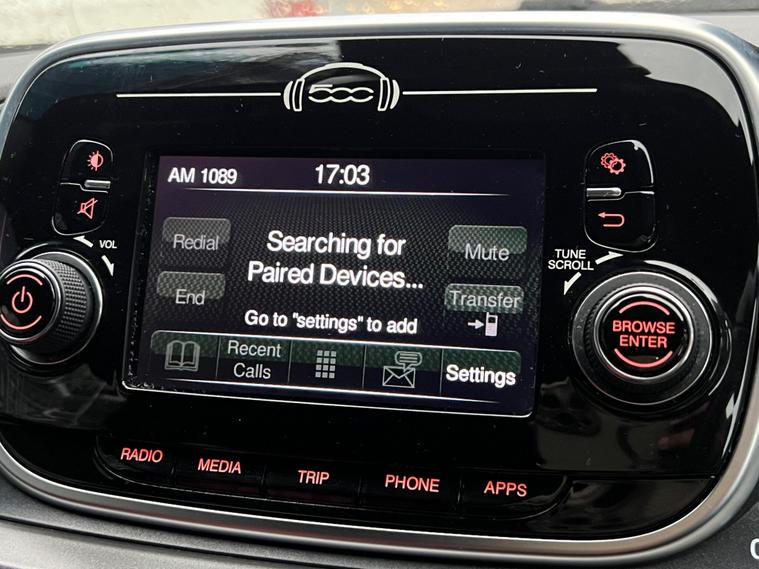 500
AM 1089 17:03
VOL
TUNE
SCROLL
Redial
Searching for
Paired Devices...
Mute
End
Transfer
Go to "settings" to add
Recent
Calls
Settings
BROWSE
ENTER
RADIO
MEDIA
TRIP
PHONE
APPS